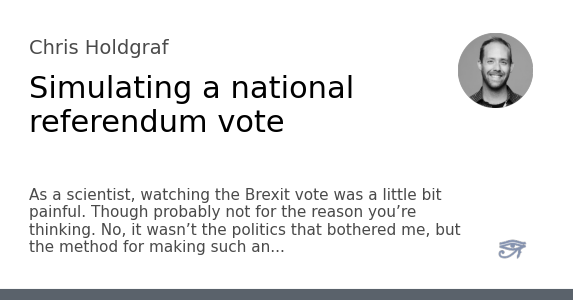 Chris Holdgraf
Simulating a national
referendum vote
As a scientist, watching the Brexit vote was a little bit
painful. Though probably not for the reason you’re
thinking. No, it wasn’t the politics that bothered me, but
the method for making such an...